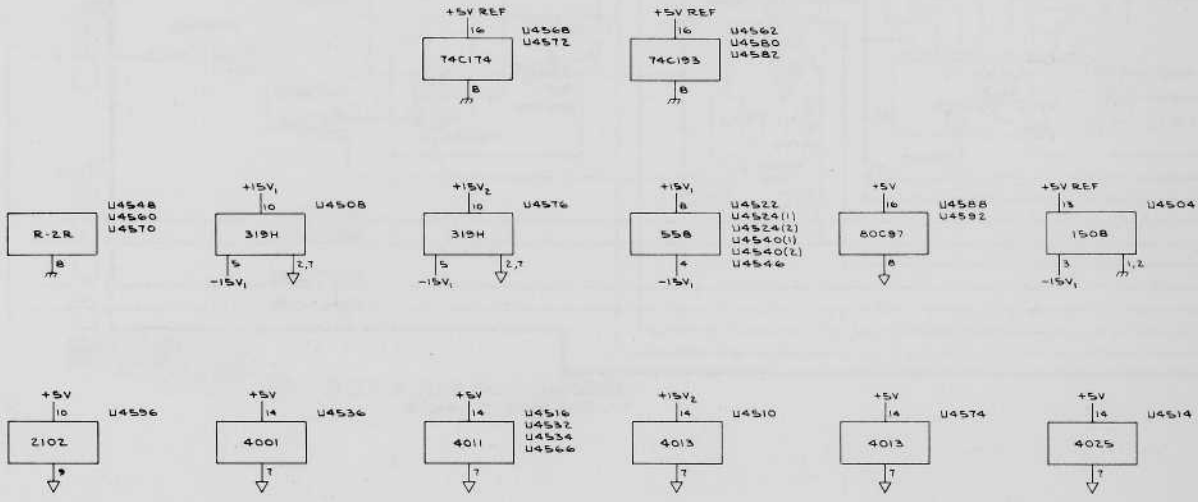 +5V REF
16 U4568
U4572
74C174
8
+5V REF
16 U4562
U4580
U4582
74C193
8
U4548
U4560
U4570
R-2R
8
+15V1
10 U4508
319H
5 2,7
-15V1
+15V2
10 U4576
319H
5 2,7
-15V1
+15V1
8 U4522
U4524(1)
U4524(2)
U4540(1)
U4540(2)
U4546
558
4
-15V1
+5V
16 U4588
U4592
80C97
8
+5V REF
13 U4504
1508
3 1,2
-15V1
+5V
10 U4596
2102
9
+5V
14 U4536
4001
7
+5V
14 U4516
U4532
U4534
U4566
4011
7
+15V2
14 U4510
4013
7
+5V
14 U4574
4013
7
+5V
14 U4514
4025
7